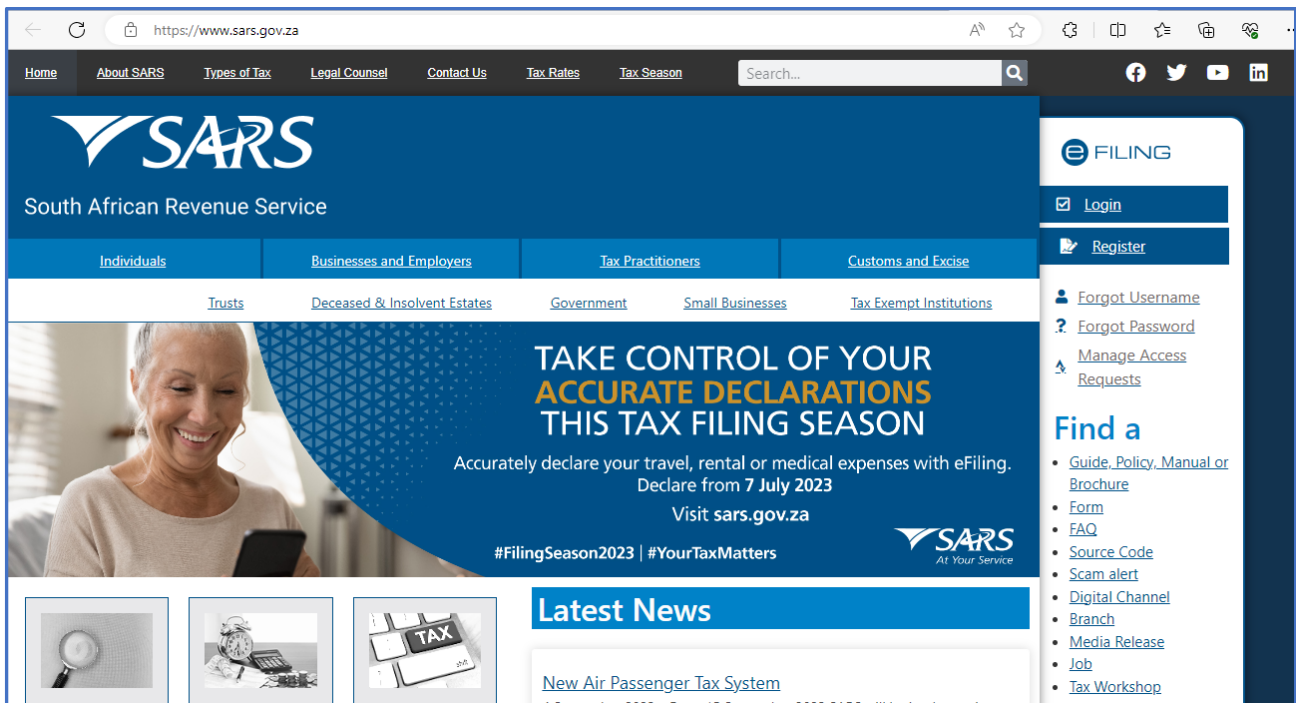 https://www.sars.gov.za
Home About SARS Types of Tax Legal Counsel Contact Us Tax Rates Tax Season Search...
SARS
South African Revenue Service
Individuals Businesses and Employers Tax Practitioners Customs and Excise
Trusts Deceased & Insolvent Estates Government Small Businesses Tax Exempt Institutions
TAKE CONTROL OF YOUR
ACCURATE DECLARATIONS
THIS TAX FILING SEASON
Accurately declare your travel, rental or medical expenses with eFiling.
Declare from 7 July 2023
Visit sars.gov.za
#FilingSeason2023 | #YourTaxMatters
SARS
At Your Service
TAX
shift
Latest News
New Air Passenger Tax System
e FILING
Login
Register
Forgot Username
? Forgot Password
Manage Access
Requests
Find a
Guide, Policy, Manual or
Brochure
Form
FAQ
Source Code
Scam alert
Digital Channel
Branch
Media Release
Job
Tax Workshop